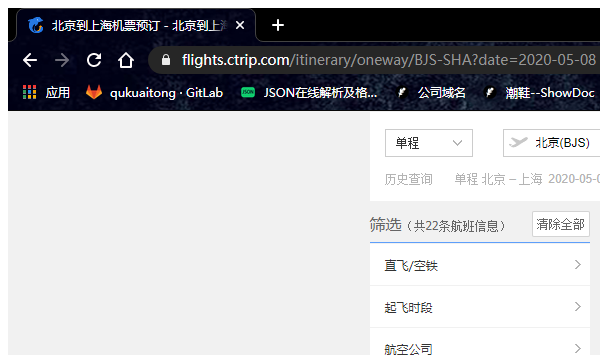 北京到上海机票预订 - 北京到上海
flights.ctrip.com/itinerary/oneway/BJS-SHA?date=2020-05-08
应用 qukuaitong · GitLab JSON在线解析及格... 公司域名 潮鞋--ShowDoc
单程 北京(BJS)
历史查询 单程 北京 – 上海 2020-05-0
筛选（共22条航班信息） 清除全部
直飞/空铁
起飞时段
航空公司